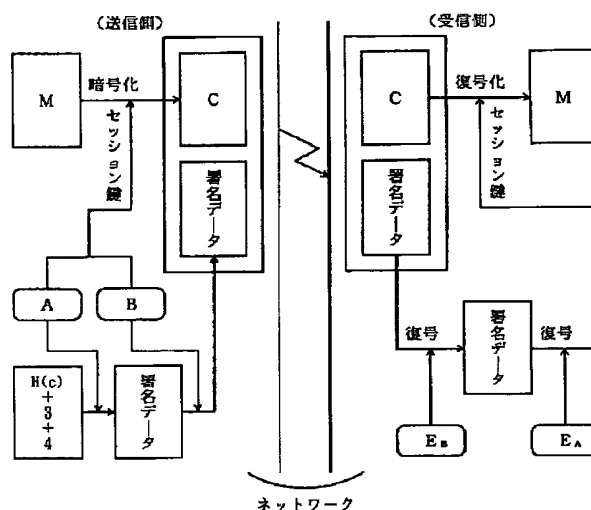 (送信側)
(受信側)
M
暗号化
C
セッション鍵
署名データ
A
B
H(c)
+
3
+
4
署名データ
C
復号化
M
セッション鍵
署名データ
復号
署名データ
復号
EB
EA
ネットワーク